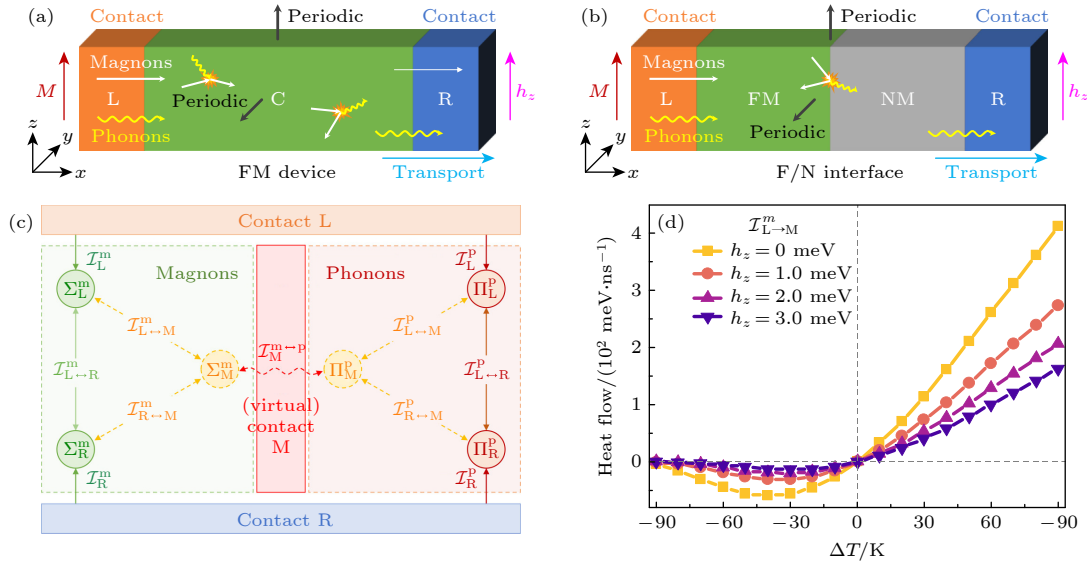 (a)
Contact
Periodic
Contact
Magnons
L
Periodic
C
R
Phonons
M
h_z
z
y
x
FM device
Transport
(b)
Contact
Periodic
Contact
Magnons
L
FM
NM
R
Periodic
Phonons
M
h_z
z
y
x
F/N interface
Transport
(c)
Contact L
I_L^m
Magnons
Phonons
I_L^p
Σ_L^m
Π_L^p
I_{L↔M}^m
I_M^{m↔p}
I_{L↔M}^p
I_{L↔R}^m
Σ_M^m
Π_M^p
I_{L↔R}^p
I_{R↔M}^m
(virtual)
contact
M
I_{R↔M}^p
Σ_R^m
Π_R^p
I_R^m
I_R^p
Contact R
(d)
I_{L→M}^m
h_z = 0 meV
h_z = 1.0 meV
h_z = 2.0 meV
h_z = 3.0 meV
Heat flow/(10² meV·ns⁻¹)
4
3
2
1
0
−90 −60 −30 0 30 60 −90
ΔT/K